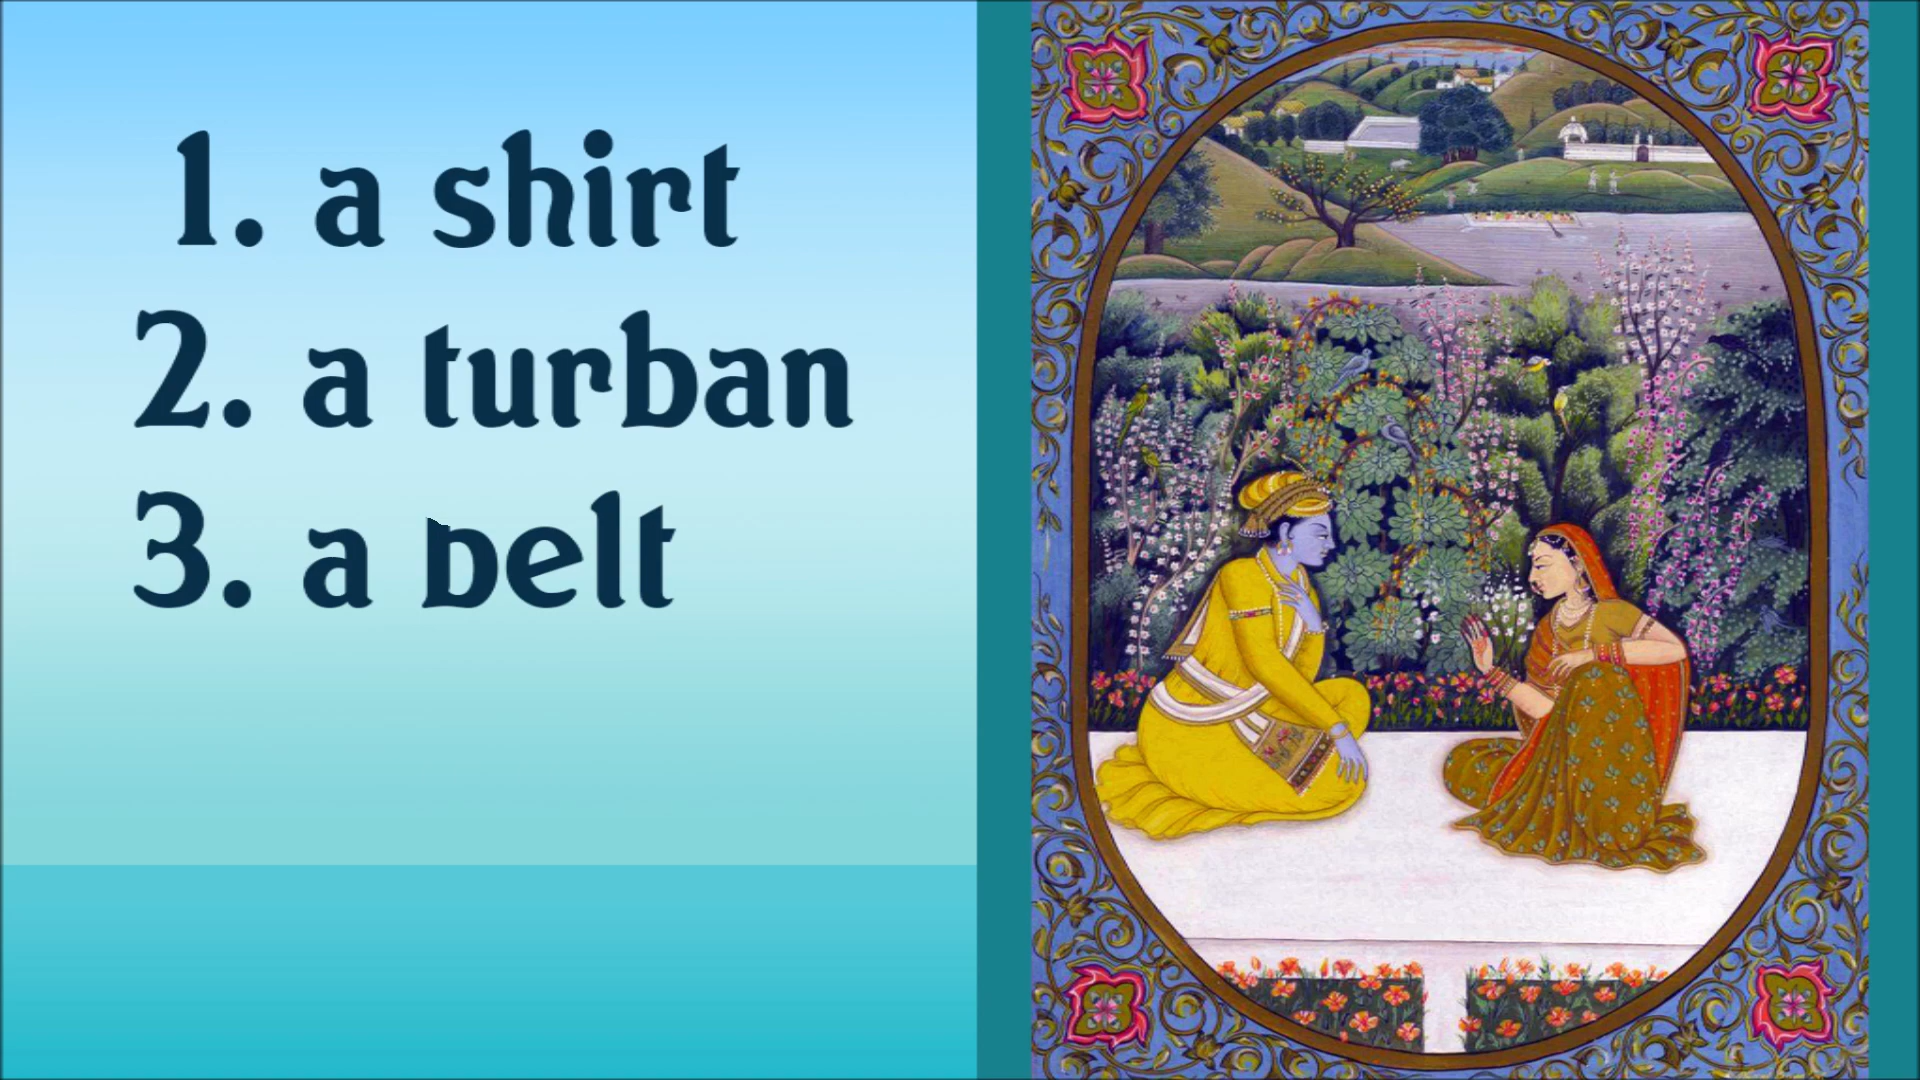 1. a shirt
2. a turban
3. a belt